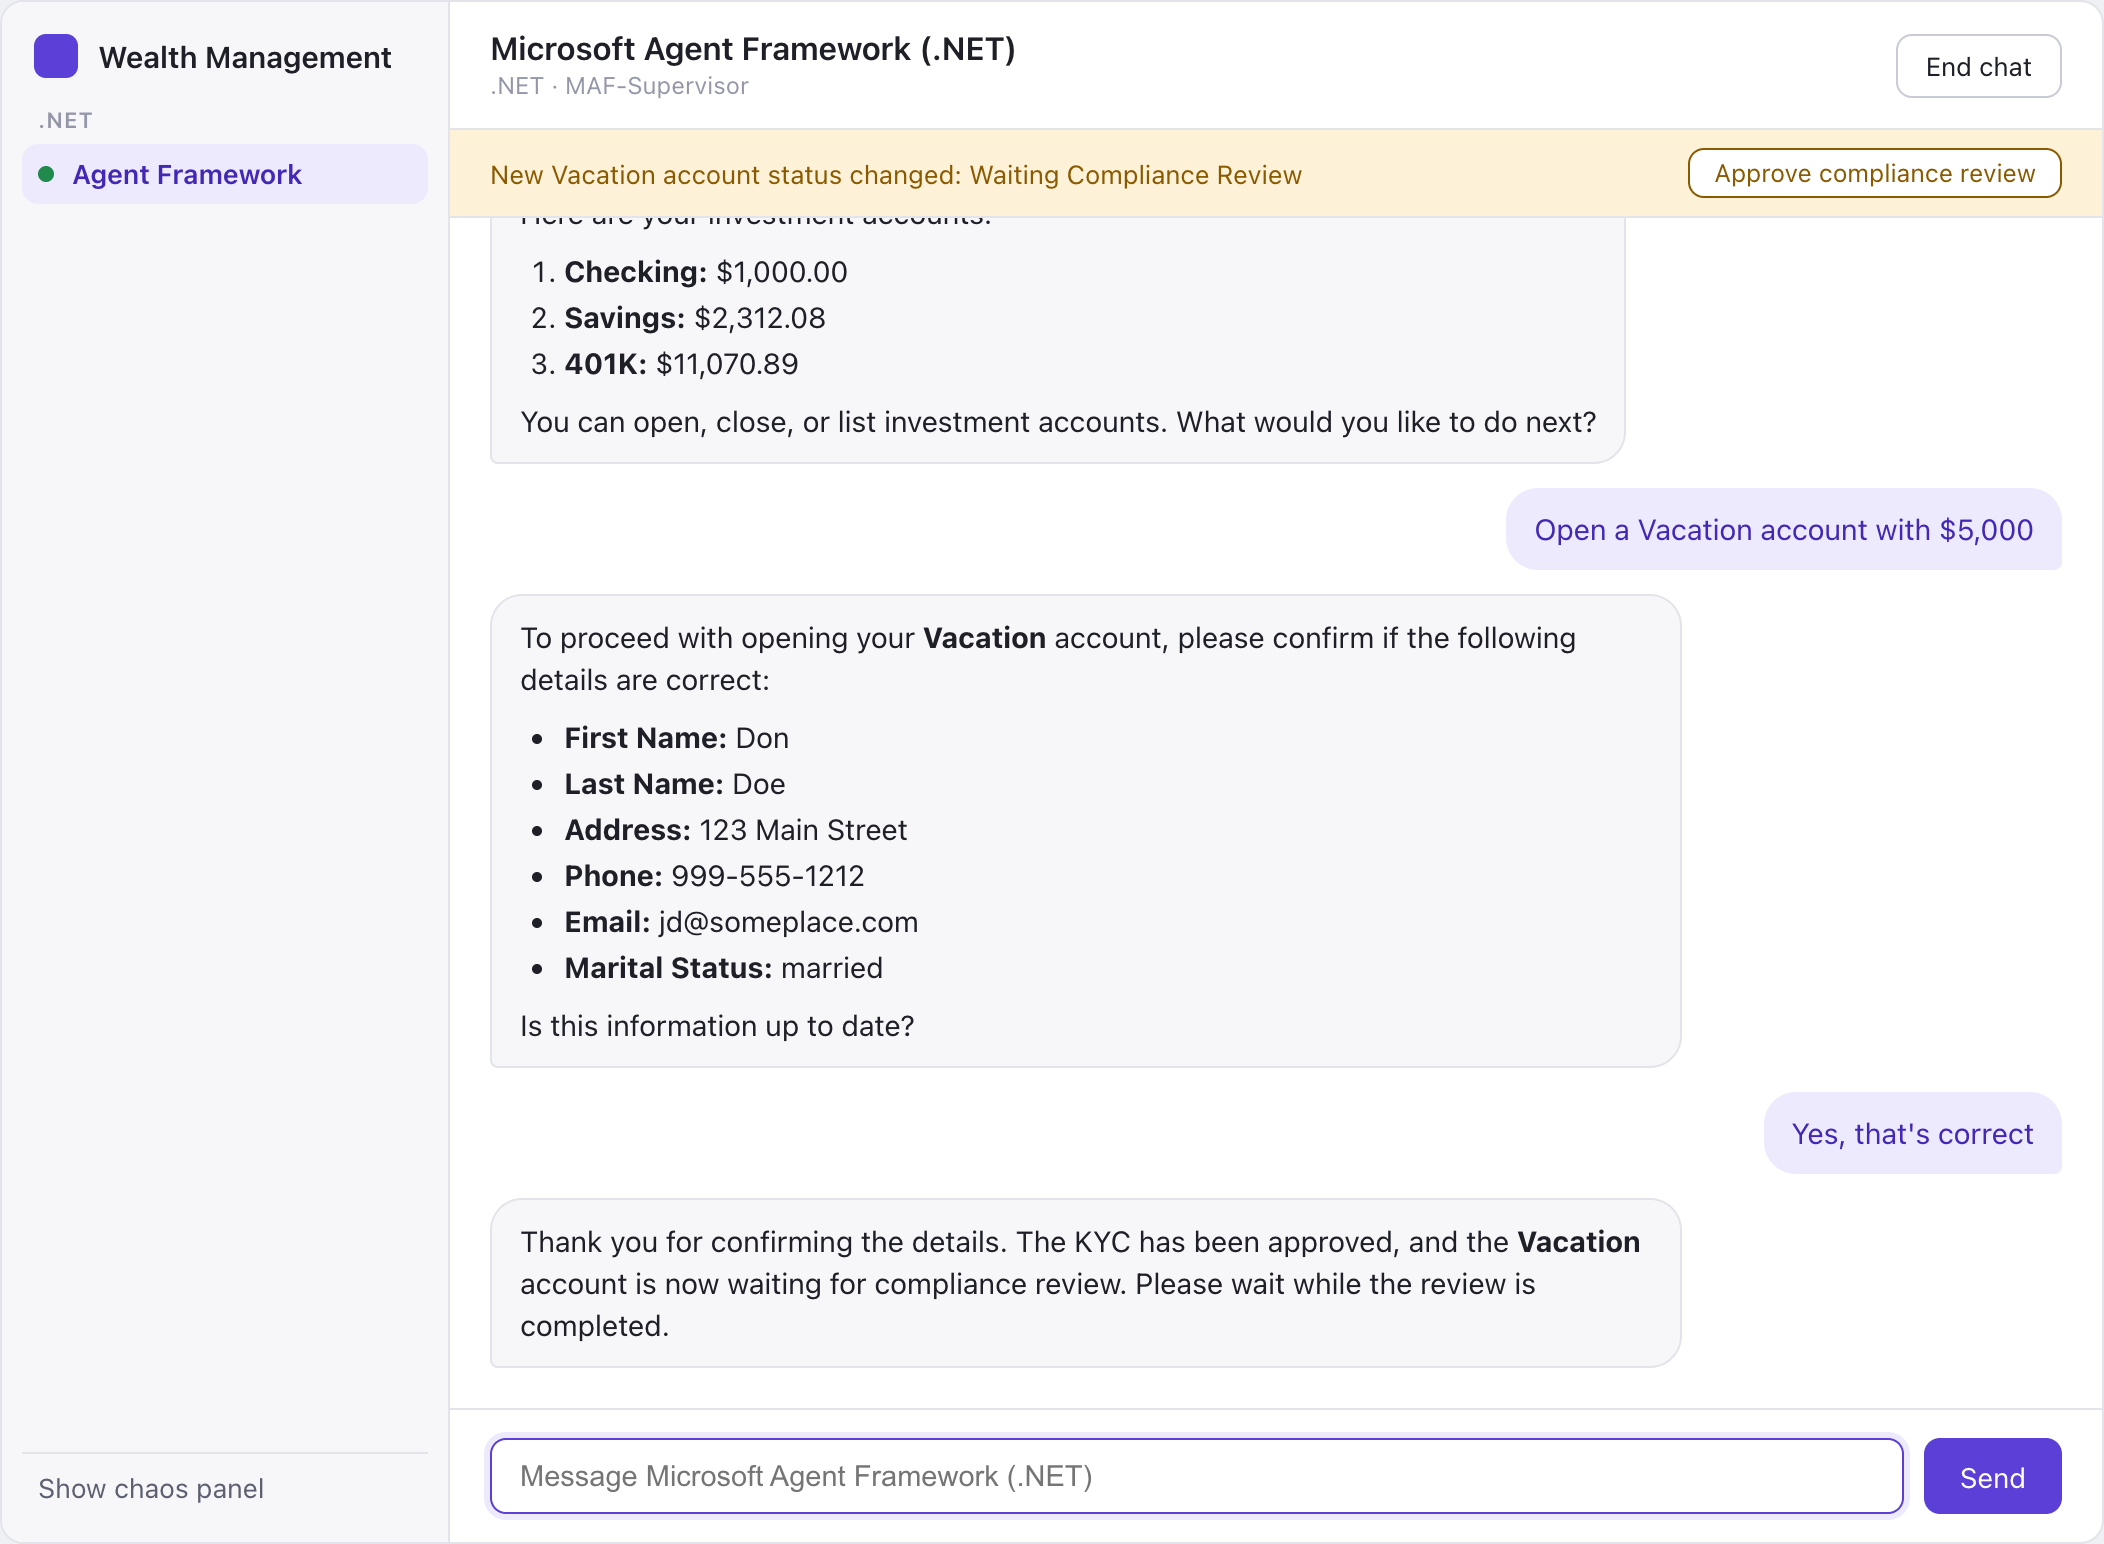 Wealth Management
.NET
Agent Framework
Show chaos panel
Microsoft Agent Framework (.NET)
.NET · MAF-Supervisor
End chat
New Vacation account status changed: Waiting Compliance Review
Approve compliance review
Here are your investment accounts:
1. Checking: $1,000.00
2. Savings: $2,312.08
3. 401K: $11,070.89
You can open, close, or list investment accounts. What would you like to do next?
Open a Vacation account with $5,000
To proceed with opening your Vacation account, please confirm if the following
details are correct:
• First Name: Don
• Last Name: Doe
• Address: 123 Main Street
• Phone: 999-555-1212
• Email: jd@someplace.com
• Marital Status: married
Is this information up to date?
Yes, that's correct
Thank you for confirming the details. The KYC has been approved, and the Vacation
account is now waiting for compliance review. Please wait while the review is
completed.
Message Microsoft Agent Framework (.NET)
Send